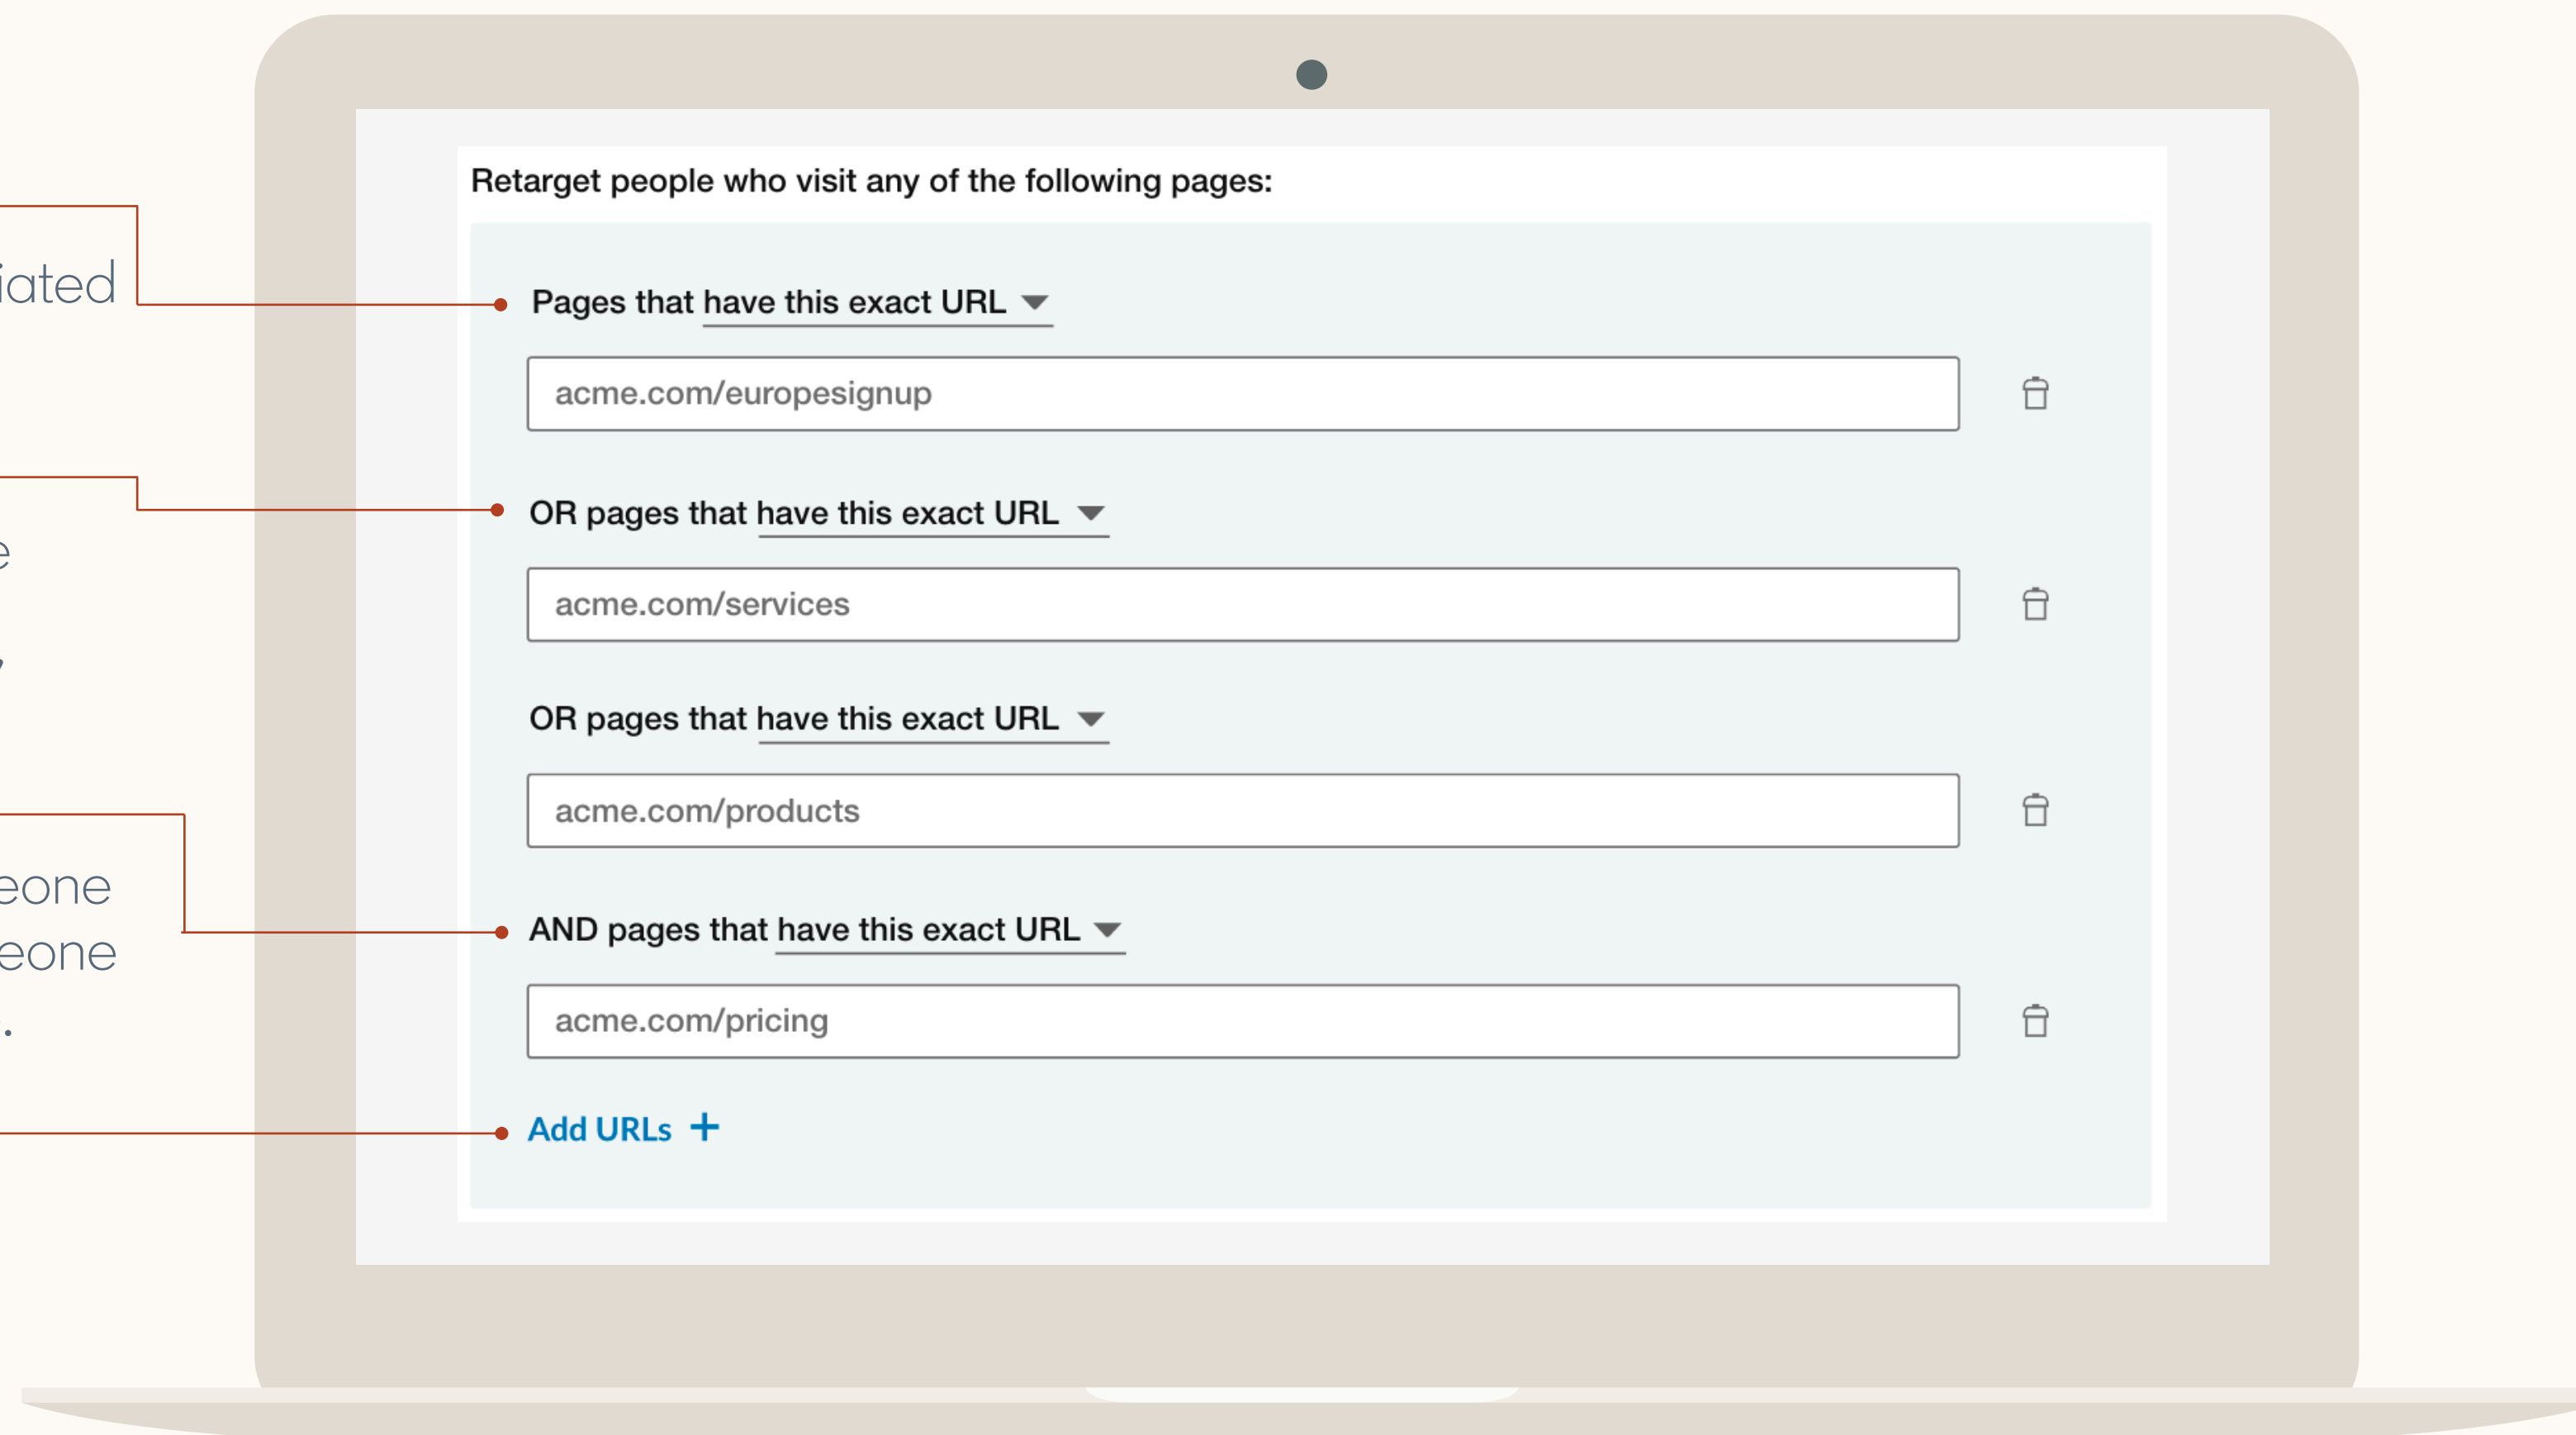 Retarget people who visit any of the following pages:
Pages that have this exact URL
acme.com/europesignup
OR pages that have this exact URL
acme.com/services
OR pages that have this exact URL
acme.com/products
AND pages that have this exact URL
acme.com/pricing
Add URLs +